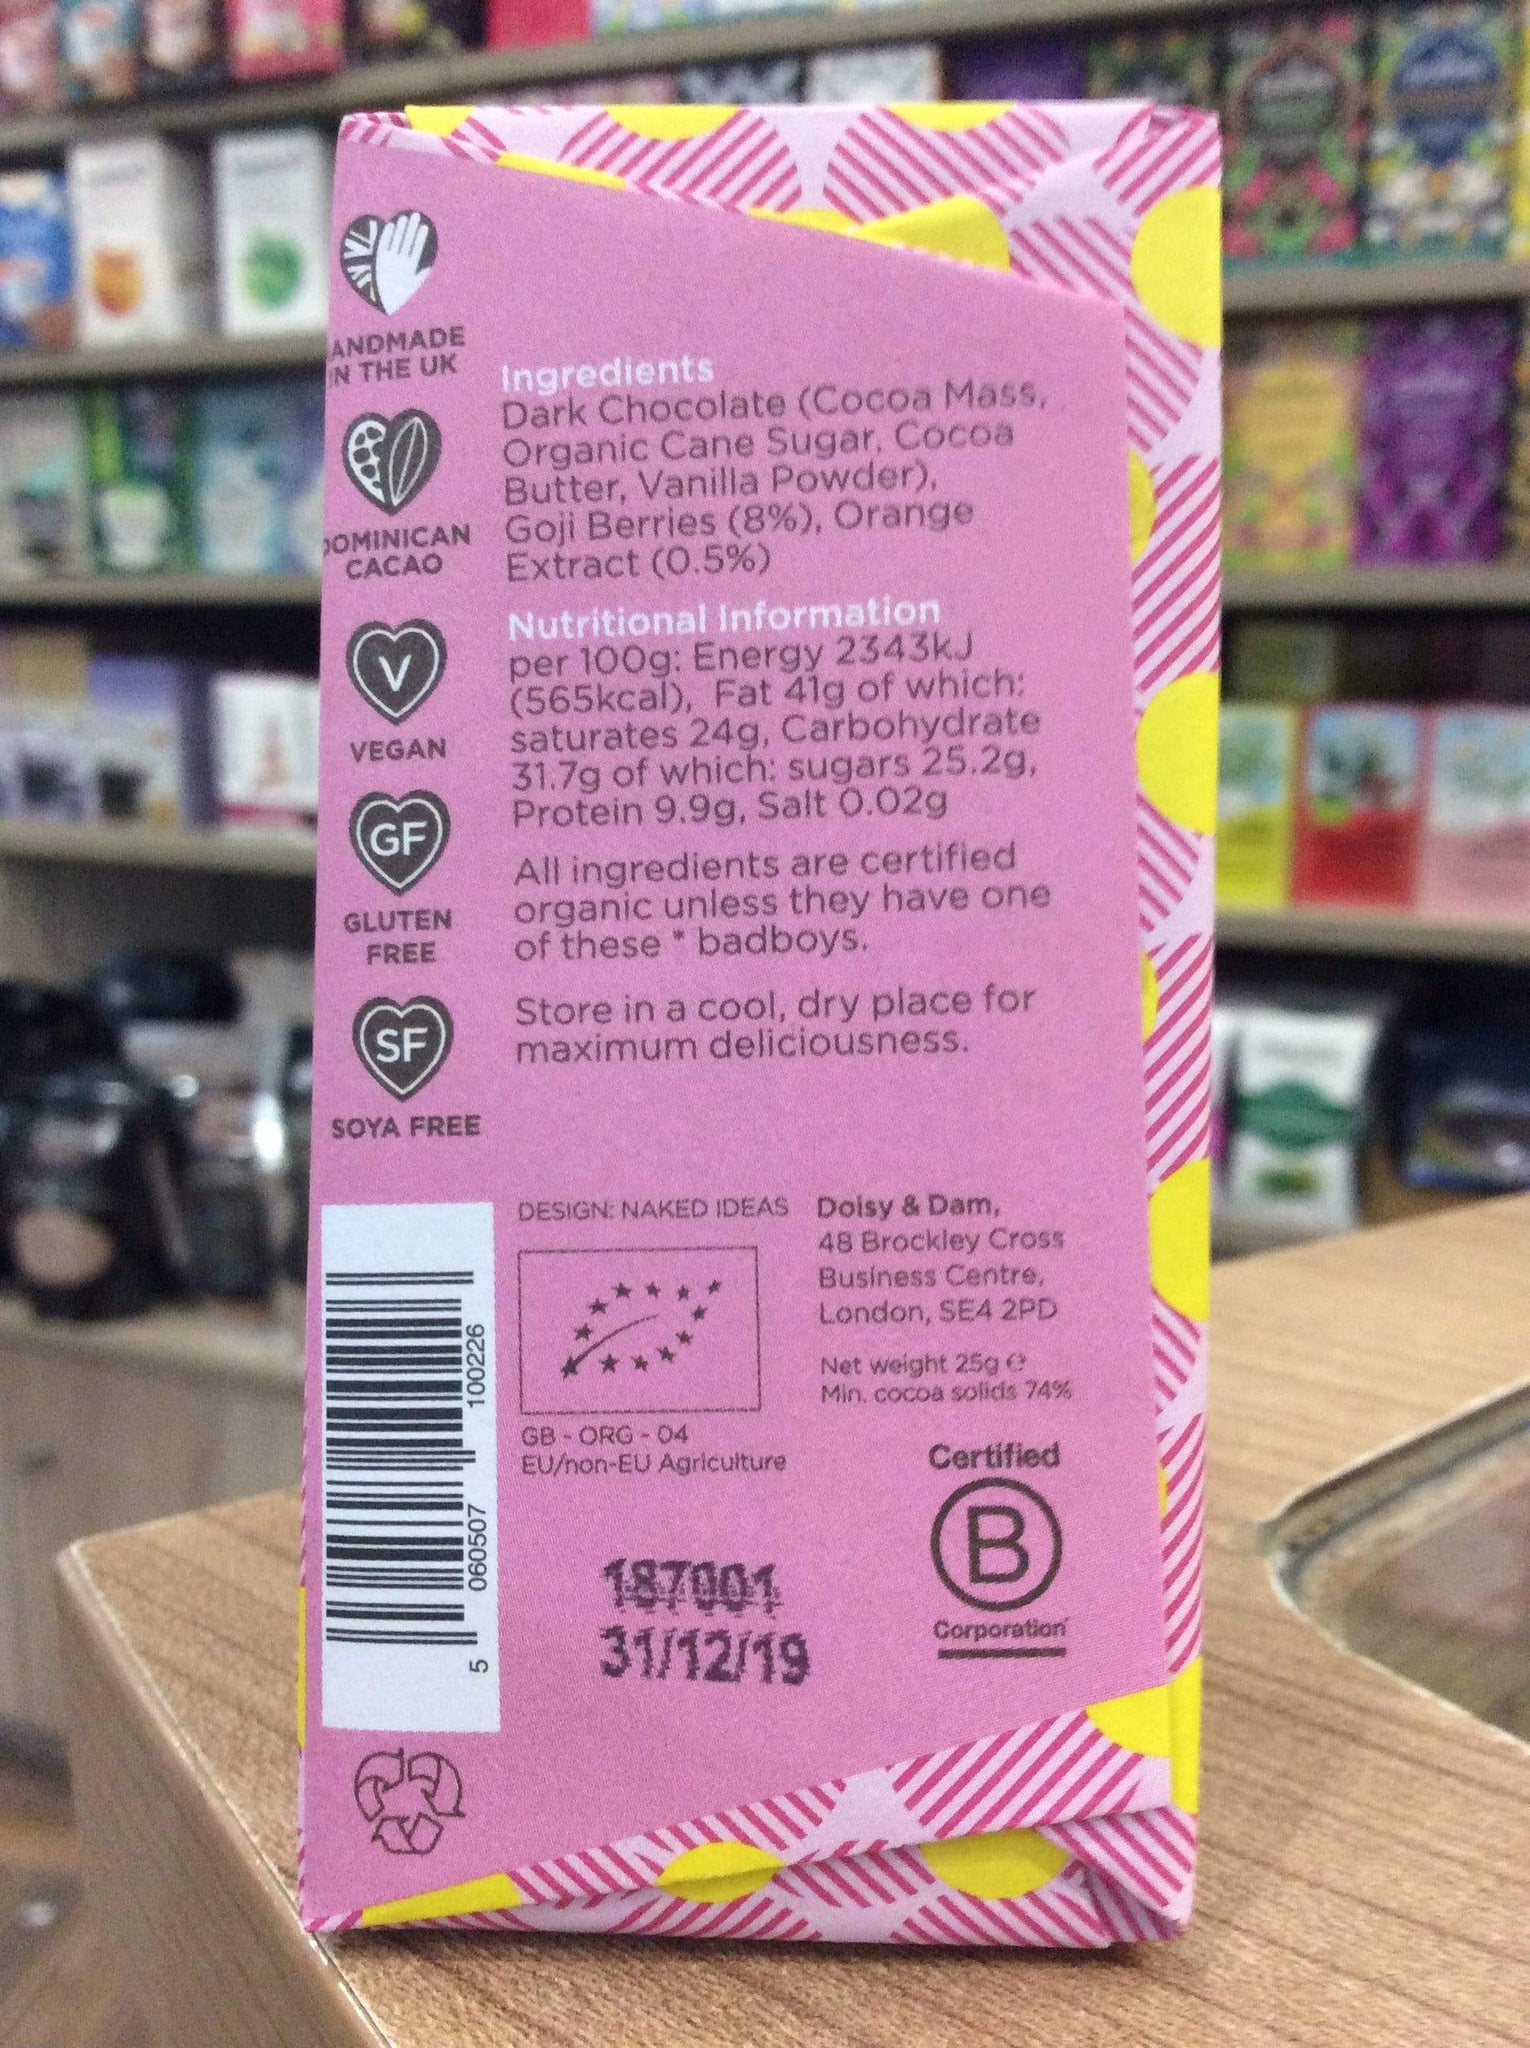 ANDMADE
IN THE UK
DOMINICAN
CACAO
V
VEGAN
GF
GLUTEN
FREE
SF
SOYA FREE
Ingredients
Dark Chocolate (Cocoa Mass,
Organic Cane Sugar, Cocoa
Butter, Vanilla Powder),
Goji Berries (8%), Orange
Extract (0.5%)
Nutritional Information
per 100g: Energy 2343kJ
(565kcal), Fat 41g of which:
saturates 24g, Carbohydrate
31.7g of which: sugars 25.2g,
Protein 9.9g, Salt 0.02g
All ingredients are certified
organic unless they have one
of these * badboys.
Store in a cool, dry place for
maximum deliciousness.
DESIGN: NAKED IDEAS
GB - ORG - 04
EU/non-EU Agriculture
Doisy & Dam,
48 Brockley Cross
Business Centre,
London, SE4 2PD
Net weight 25g ℮
Min. cocoa solids 74%
Certified
B
Corporation
187001
31/12/19
5 060507 100226